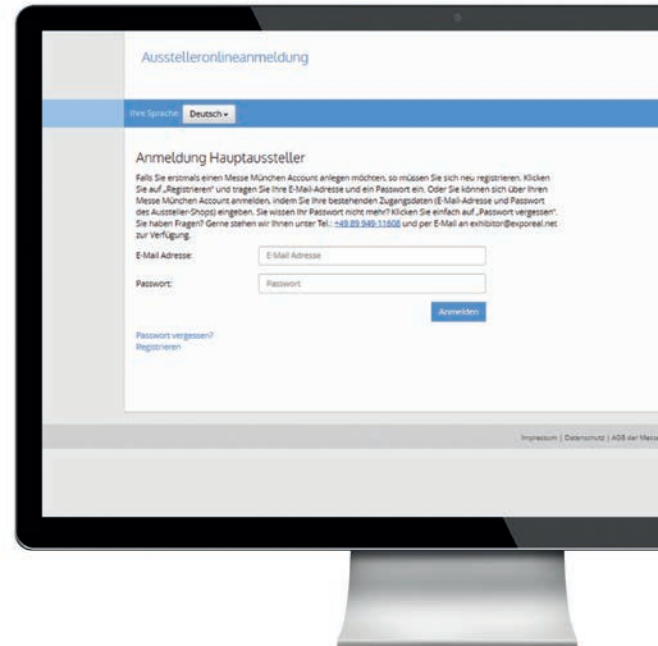 Ausstelleronlineanmeldung
Ihre Sprache: Deutsch
Anmeldung Hauptaussteller
Falls Sie erstmals einen Messe München Account anlegen möchten, so müssen Sie sich neu registrieren. Klicken
Sie auf „Registrieren" und tragen Sie Ihre E-Mail-Adresse und ein Passwort ein. Oder Sie können sich über Ihren
Messe München Account anmelden, indem Sie Ihre bestehenden Zugangsdaten (E-Mail-Adresse und Passwort
des Aussteller-Shops) eingeben. Sie wissen Ihr Passwort nicht mehr? Klicken Sie einfach auf „Passwort vergessen".
Sie haben Fragen? Gerne stehen wir Ihnen unter Tel.: +49 89 949-11608 und per E-Mail an exhibitor@exporeal.net
zur Verfügung.
E-Mail Adresse: E-Mail Adresse
Passwort: Passwort
Anmelden
Passwort vergessen?
Registrieren
Impressum | Datenschutz | AGB der Messe